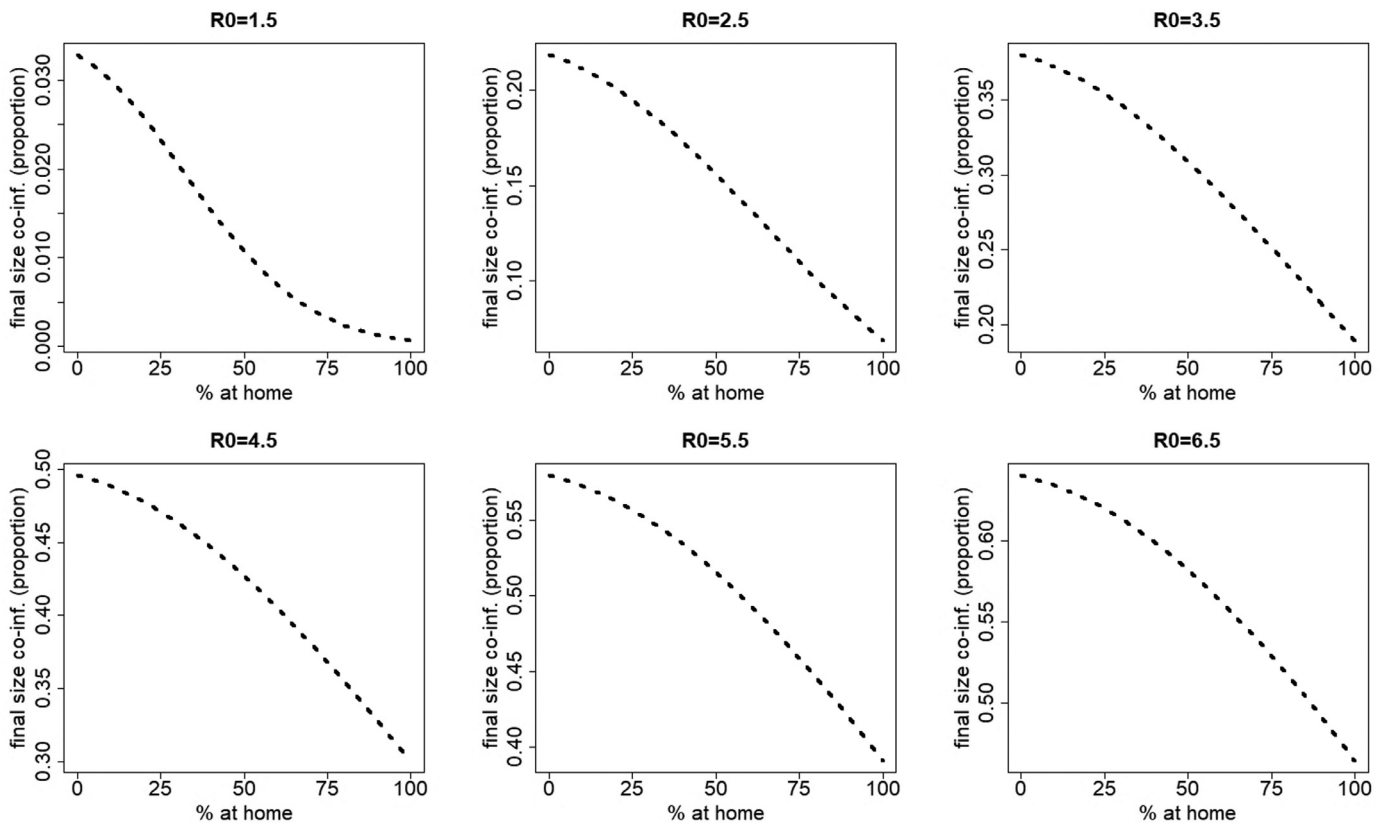 R0=1.5
final size co-inf. (proportion)
0.030
0.020
0.010
0.000
0 25 50 75 100
% at home
R0=2.5
final size co-inf. (proportion)
0.20
0.15
0.10
0 25 50 75 100
% at home
R0=3.5
final size co-inf. (proportion)
0.35
0.30
0.25
0.20
0 25 50 75 100
% at home
R0=4.5
final size co-inf. (proportion)
0.50
0.45
0.40
0.35
0.30
0 25 50 75 100
% at home
R0=5.5
final size co-inf. (proportion)
0.55
0.50
0.45
0.40
0 25 50 75 100
% at home
R0=6.5
final size co-inf. (proportion)
0.60
0.55
0.50
0 25 50 75 100
% at home